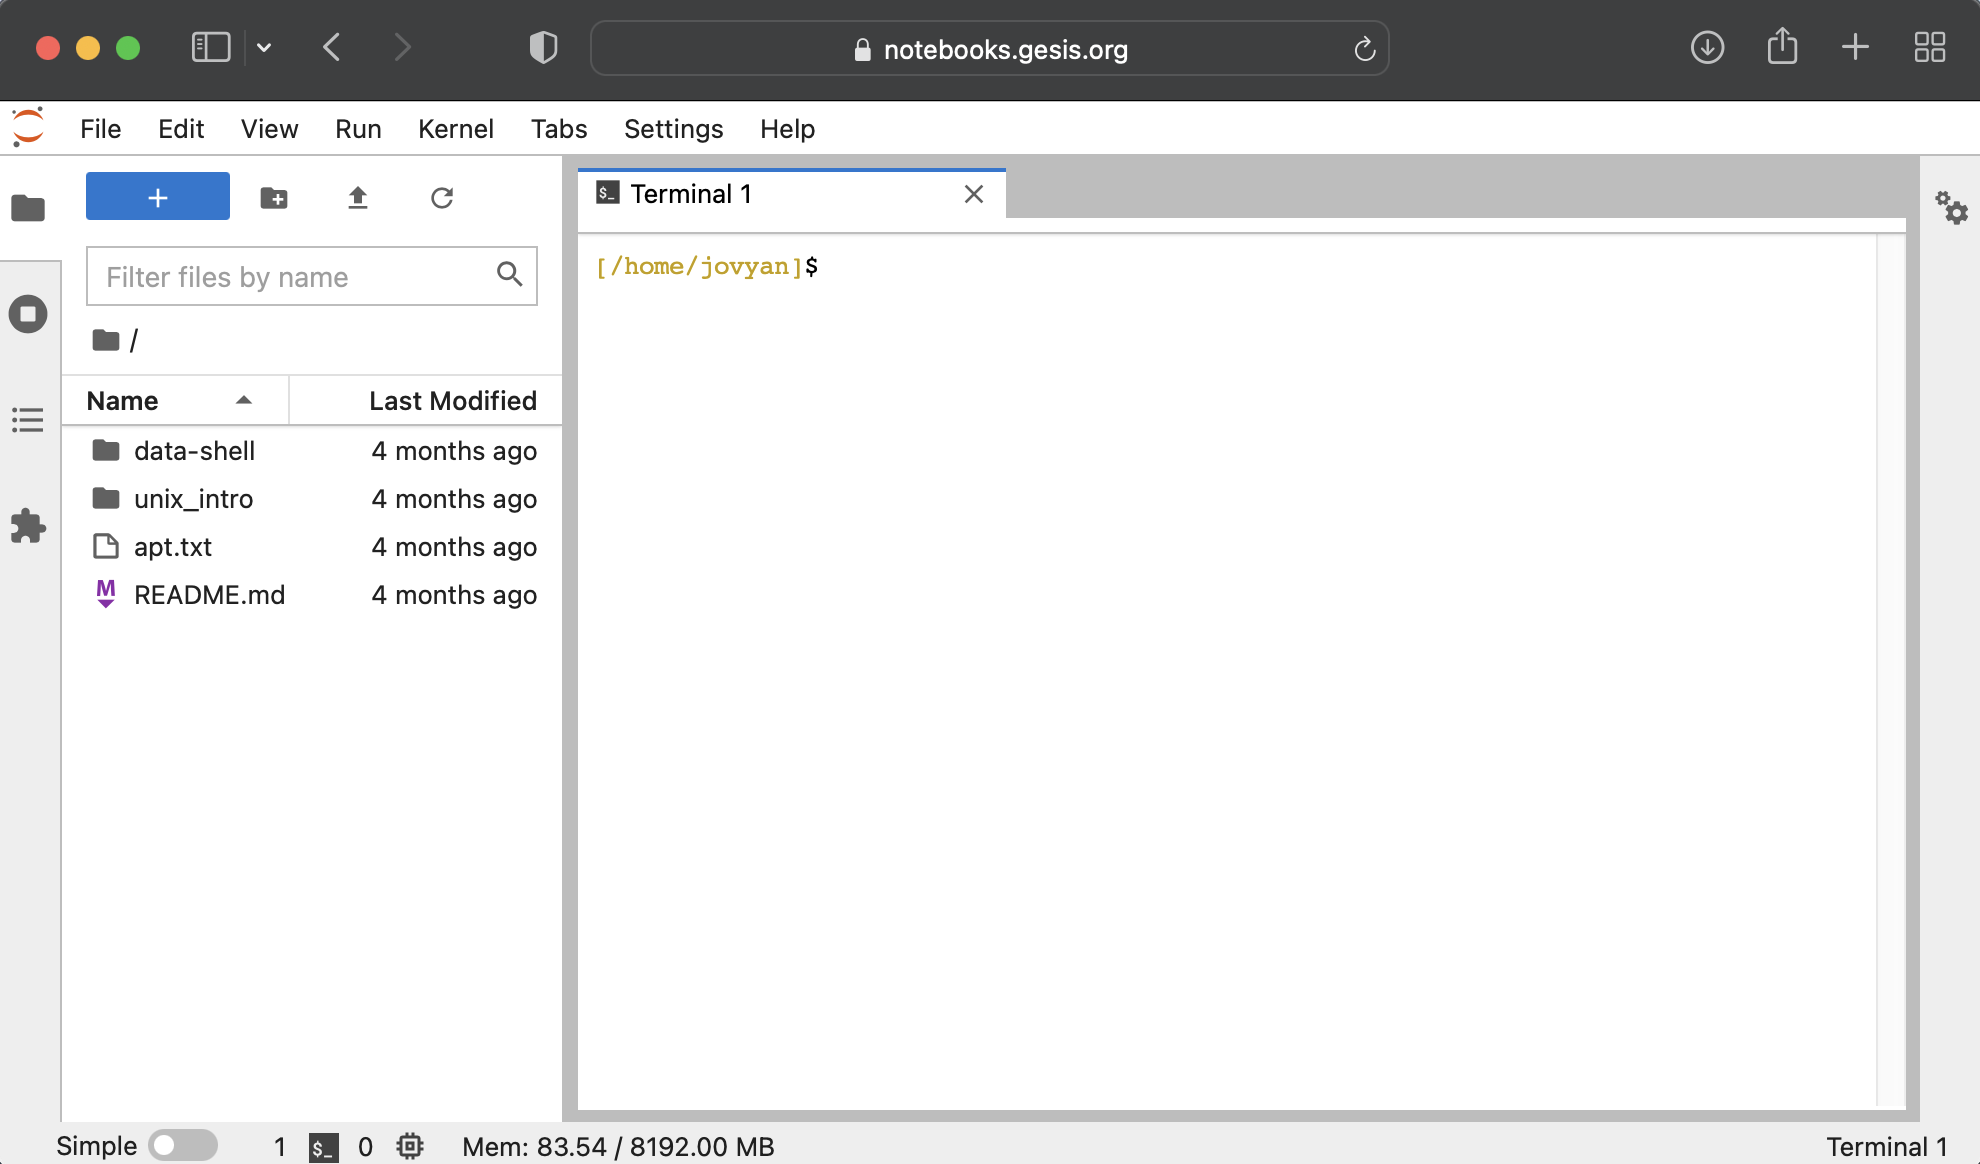 notebooks.gesis.org
File Edit View Run Kernel Tabs Settings Help
+
Terminal 1
Filter files by name
[/home/jovyan]$
/
Name Last Modified
data-shell 4 months ago
unix_intro 4 months ago
apt.txt 4 months ago
README.md 4 months ago
Simple 1 $_ 0 Mem: 83.54 / 8192.00 MB Terminal 1